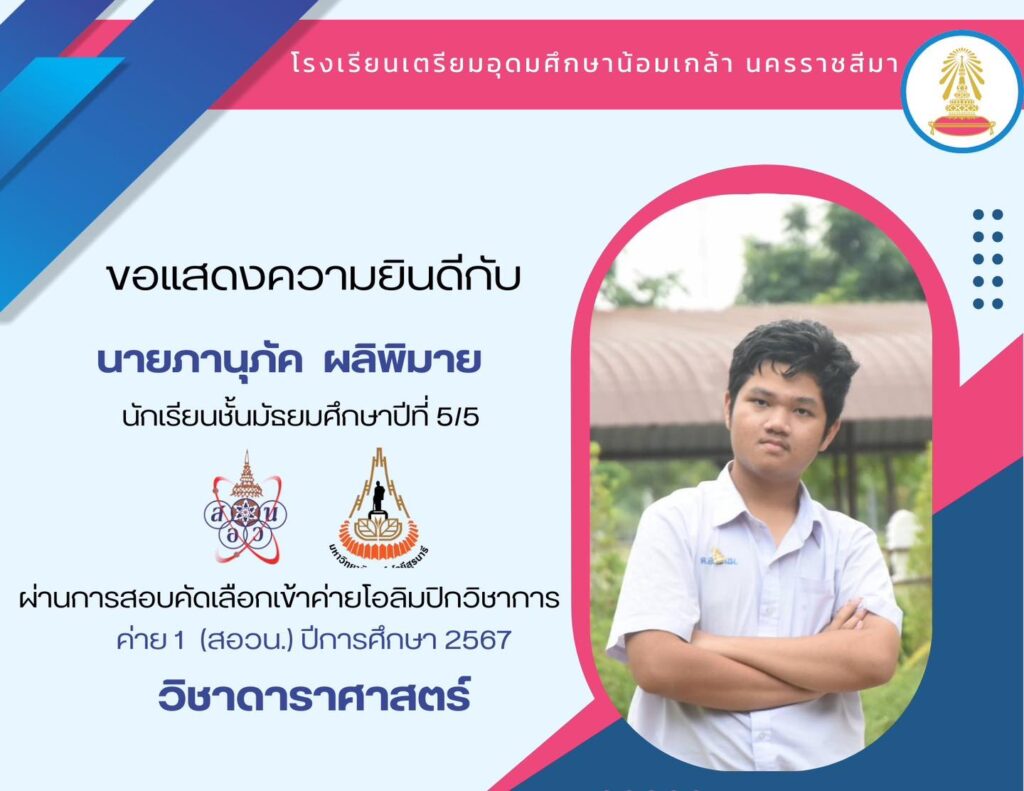 โรงเรียนเตรียมอุดมศึกษาน้อมเกล้า นครราชสีมา
ขอแสดงความยินดีกับ
นายภานุภัค ผลิพิมาย
นักเรียนชั้นมัธยมศึกษาปีที่ 5/5
ส น
อ ว
ผ่านการสอบคัดเลือกเข้าค่ายโอลิมปิกวิชาการ
ค่าย 1 (สอวน.) ปีการศึกษา 2567
วิชาดาราศาสตร์